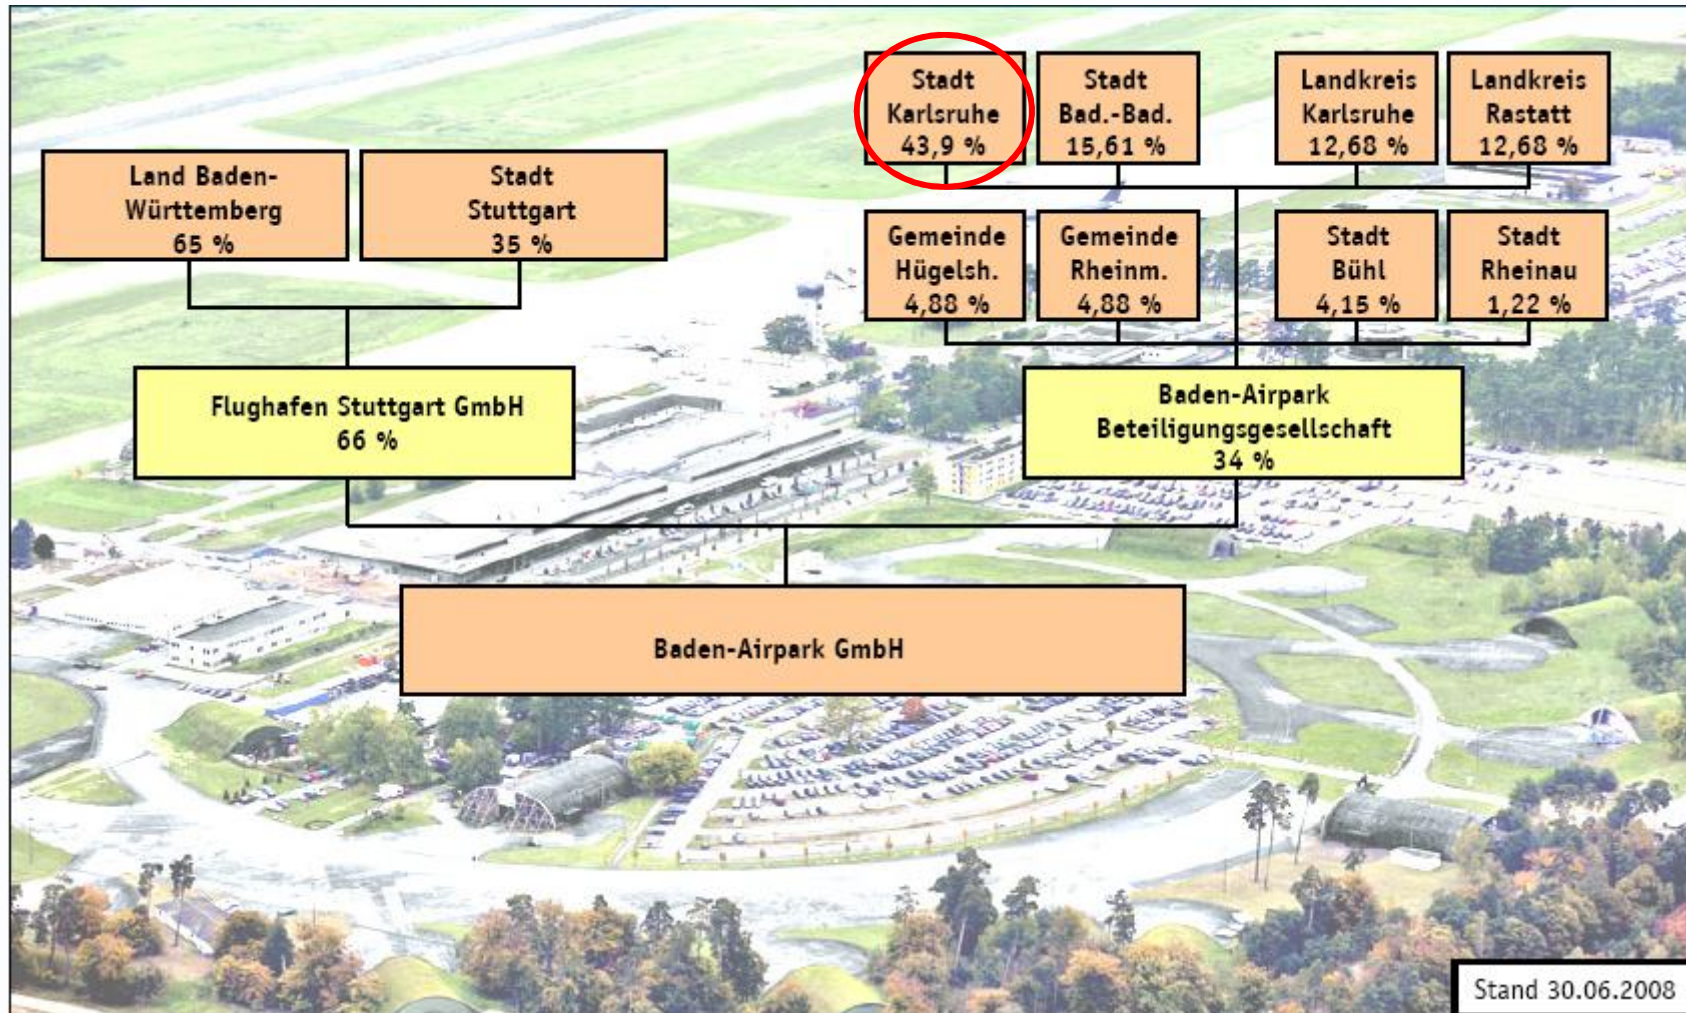 Stadt
Karlsruhe
43,9 %
Stadt
Bad.-Bad.
15,61 %
Landkreis
Karlsruhe
12,68 %
Landkreis
Rastatt
12,68 %
Land Baden-
Württemberg
65 %
Stadt
Stuttgart
35 %
Gemeinde
Hügelsh.
4,88 %
Gemeinde
Rheinm.
4,88 %
Stadt
Bühl
4,15 %
Stadt
Rheinau
1,22 %
Flughafen Stuttgart GmbH
66 %
Baden-Airpark
Beteiligungsgesellschaft
34 %
Baden-Airpark GmbH
Stand 30.06.2008